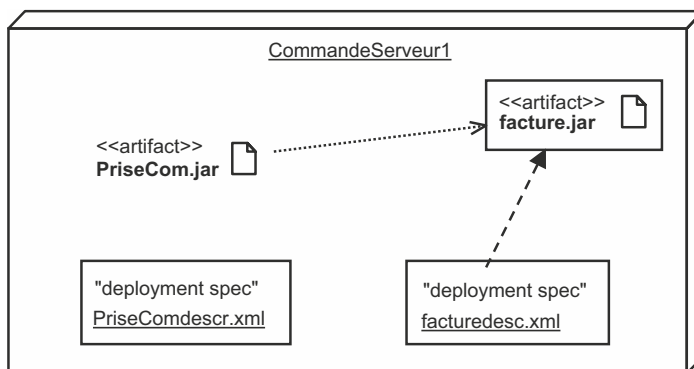 CommandeServeur1
<<artifact>>
facture.jar
<<artifact>>
PriseCom.jar
"deployment spec"
PriseComdescr.xml
"deployment spec"
facturedesc.xml